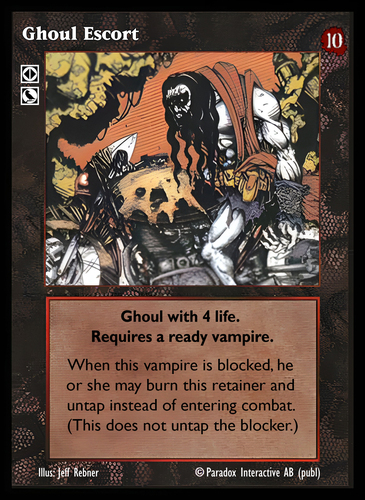 Ghoul Escort
10
Ghoul with 4 life.
Requires a ready vampire.
When this vampire is blocked, he
or she may burn this retainer and
untap instead of entering combat.
(This does not untap the blocker.)
Illus: Jeff Rebner © Paradox Interactive AB (publ)